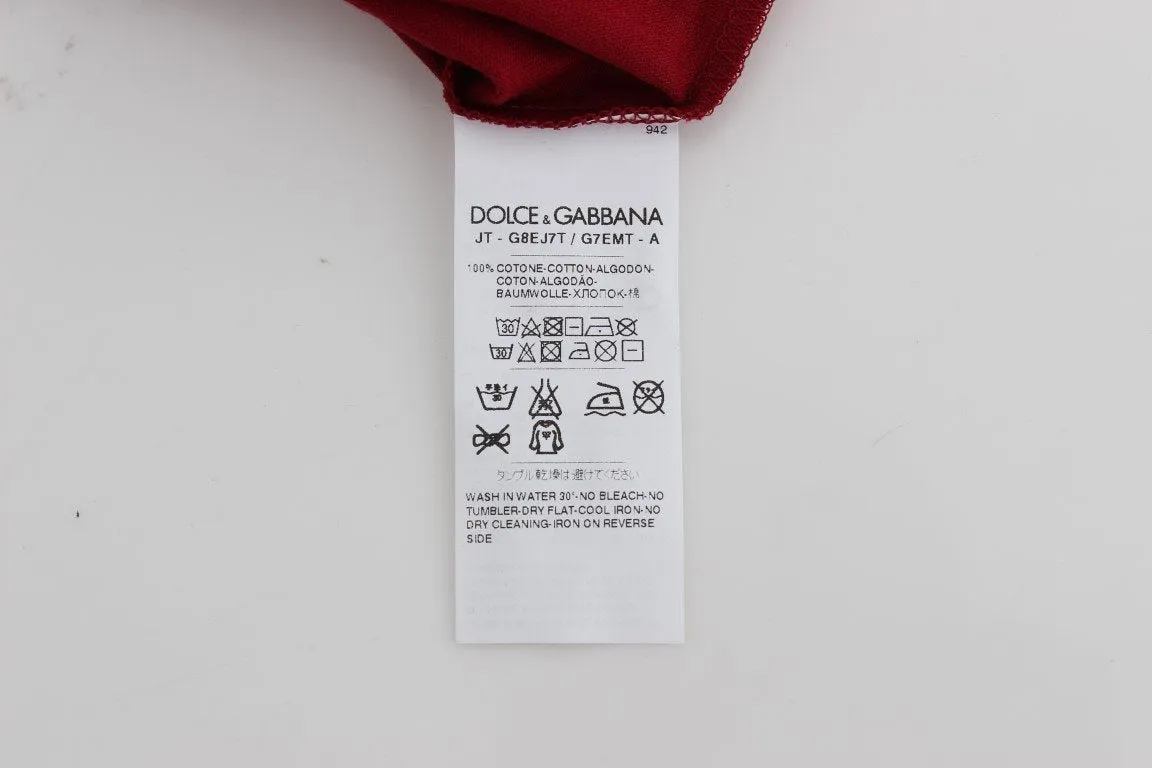 942
DOLCE & GABBANA
JT - G8EJ7T / G7EMT - A
100% COTONE-COTTON-ALGODON-
COTON-ALGODÃO-
BAUMWOLLE-ХЛОПОК-棉
30
30
30
タンブル乾燥は避けてください
WASH IN WATER 30°-NO BLEACH-NO
TUMBLER-DRY FLAT-COOL IRON-NO
DRY CLEANING-IRON ON REVERSE
SIDE